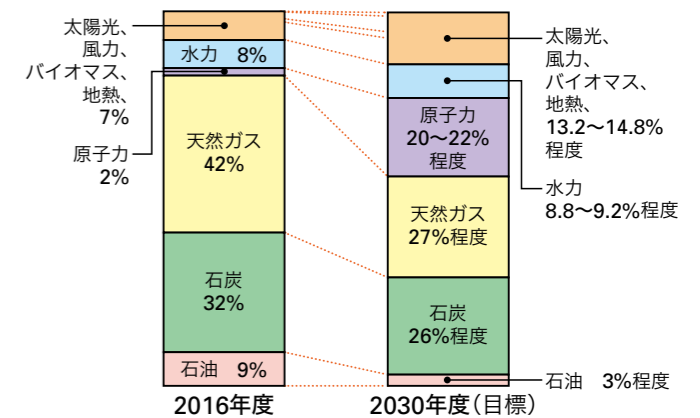 太陽光、
風力、
バイオマス、
地熱、
7%
原子力
2%
水力 8%
天然ガス
42%
石炭
32%
石油 9%
2016年度
原子力
20〜22%
程度
天然ガス
27%程度
石炭
26%程度
2030年度(目標)
太陽光、
風力、
バイオマス、
地熱、
13.2〜14.8%
程度
水力
8.8〜9.2%程度
石油 3%程度